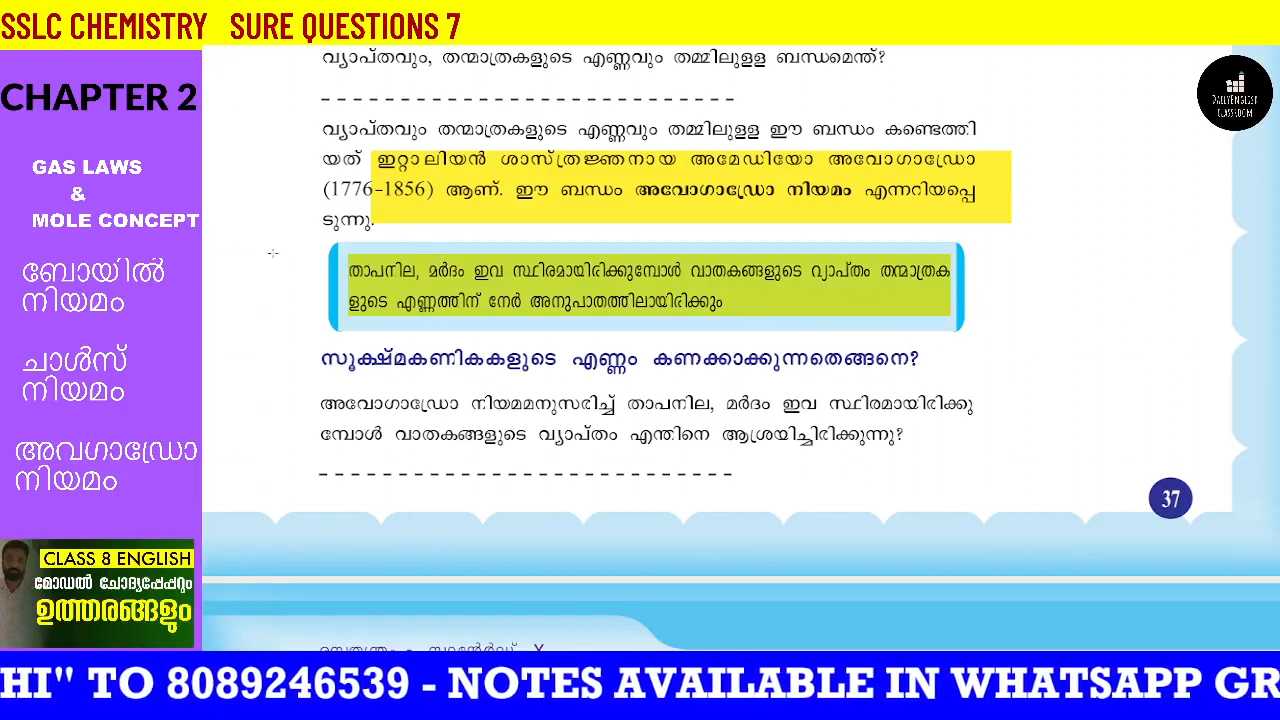 SSLC CHEMISTRY SURE QUESTIONS 7
CHAPTER 2
GAS LAWS
&
MOLE CONCEPT
ബോയിൽ
നിയമം
ചാൾസ്
നിയമം
അവഗാഡ്രോ
നിയമം
CLASS 8 ENGLISH
മോഡൽ ചോദ്യപ്പേപ്പറും
ഉത്തരങ്ങളും
വ്യാപ്തവും, തന്മാത്രകളുടെ എണ്ണവും തമ്മിലുള്ള ബന്ധമെന്ത്?
വ്യാപ്തവും തന്മാത്രകളുടെ എണ്ണവും തമ്മിലുള്ള ഈ ബന്ധം കണ്ടെത്തി
യത് ഇറ്റാലിയൻ ശാസ്ത്രജ്ഞനായ അമേഡിയോ അവോഗാഡ്രോ
(1776-1856) ആണ്. ഈ ബന്ധം അവോഗാഡ്രോ നിയമം എന്നറിയപ്പെ
ടുന്നു.
താപനില, മർദം ഇവ സ്ഥിരമായിരിക്കുമ്പോൾ വാതകങ്ങളുടെ വ്യാപ്തം തന്മാത്രക
ളുടെ എണ്ണത്തിന് നേർ അനുപാതത്തിലായിരിക്കും
സൂക്ഷ്മകണികകളുടെ എണ്ണം കണക്കാക്കുന്നതെങ്ങനെ?
അവോഗാഡ്രോ നിയമമനുസരിച്ച് താപനില, മർദം ഇവ സ്ഥിരമായിരിക്കു
മ്പോൾ വാതകങ്ങളുടെ വ്യാപ്തം എന്തിനെ ആശ്രയിച്ചിരിക്കുന്നു?
37
DAILYENGLISH
CLASSROOM
HI" TO 8089246539 - NOTES AVAILABLE IN WHATSAPP GR